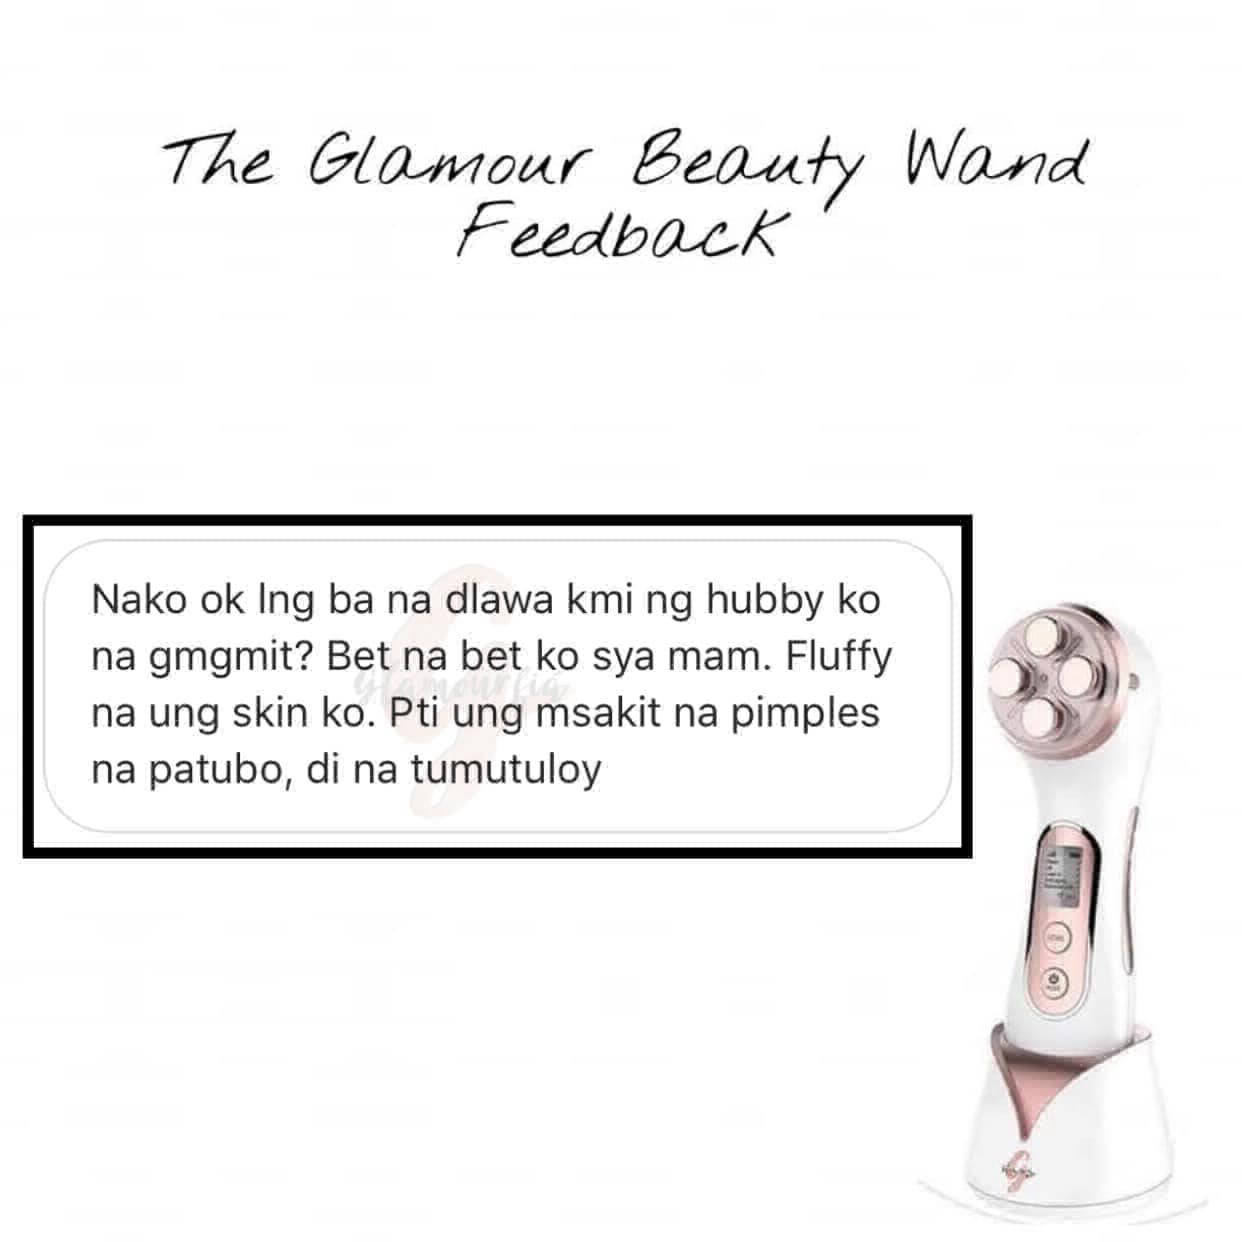 The Glamour Beauty Wand
Feedback
Nako ok lng ba na dlawa kmi ng hubby ko
na gmgmit? Bet na bet ko sya mam. Fluffy
na ung skin ko. Pti ung msakit na pimples
na patubo, di na tumutuloy